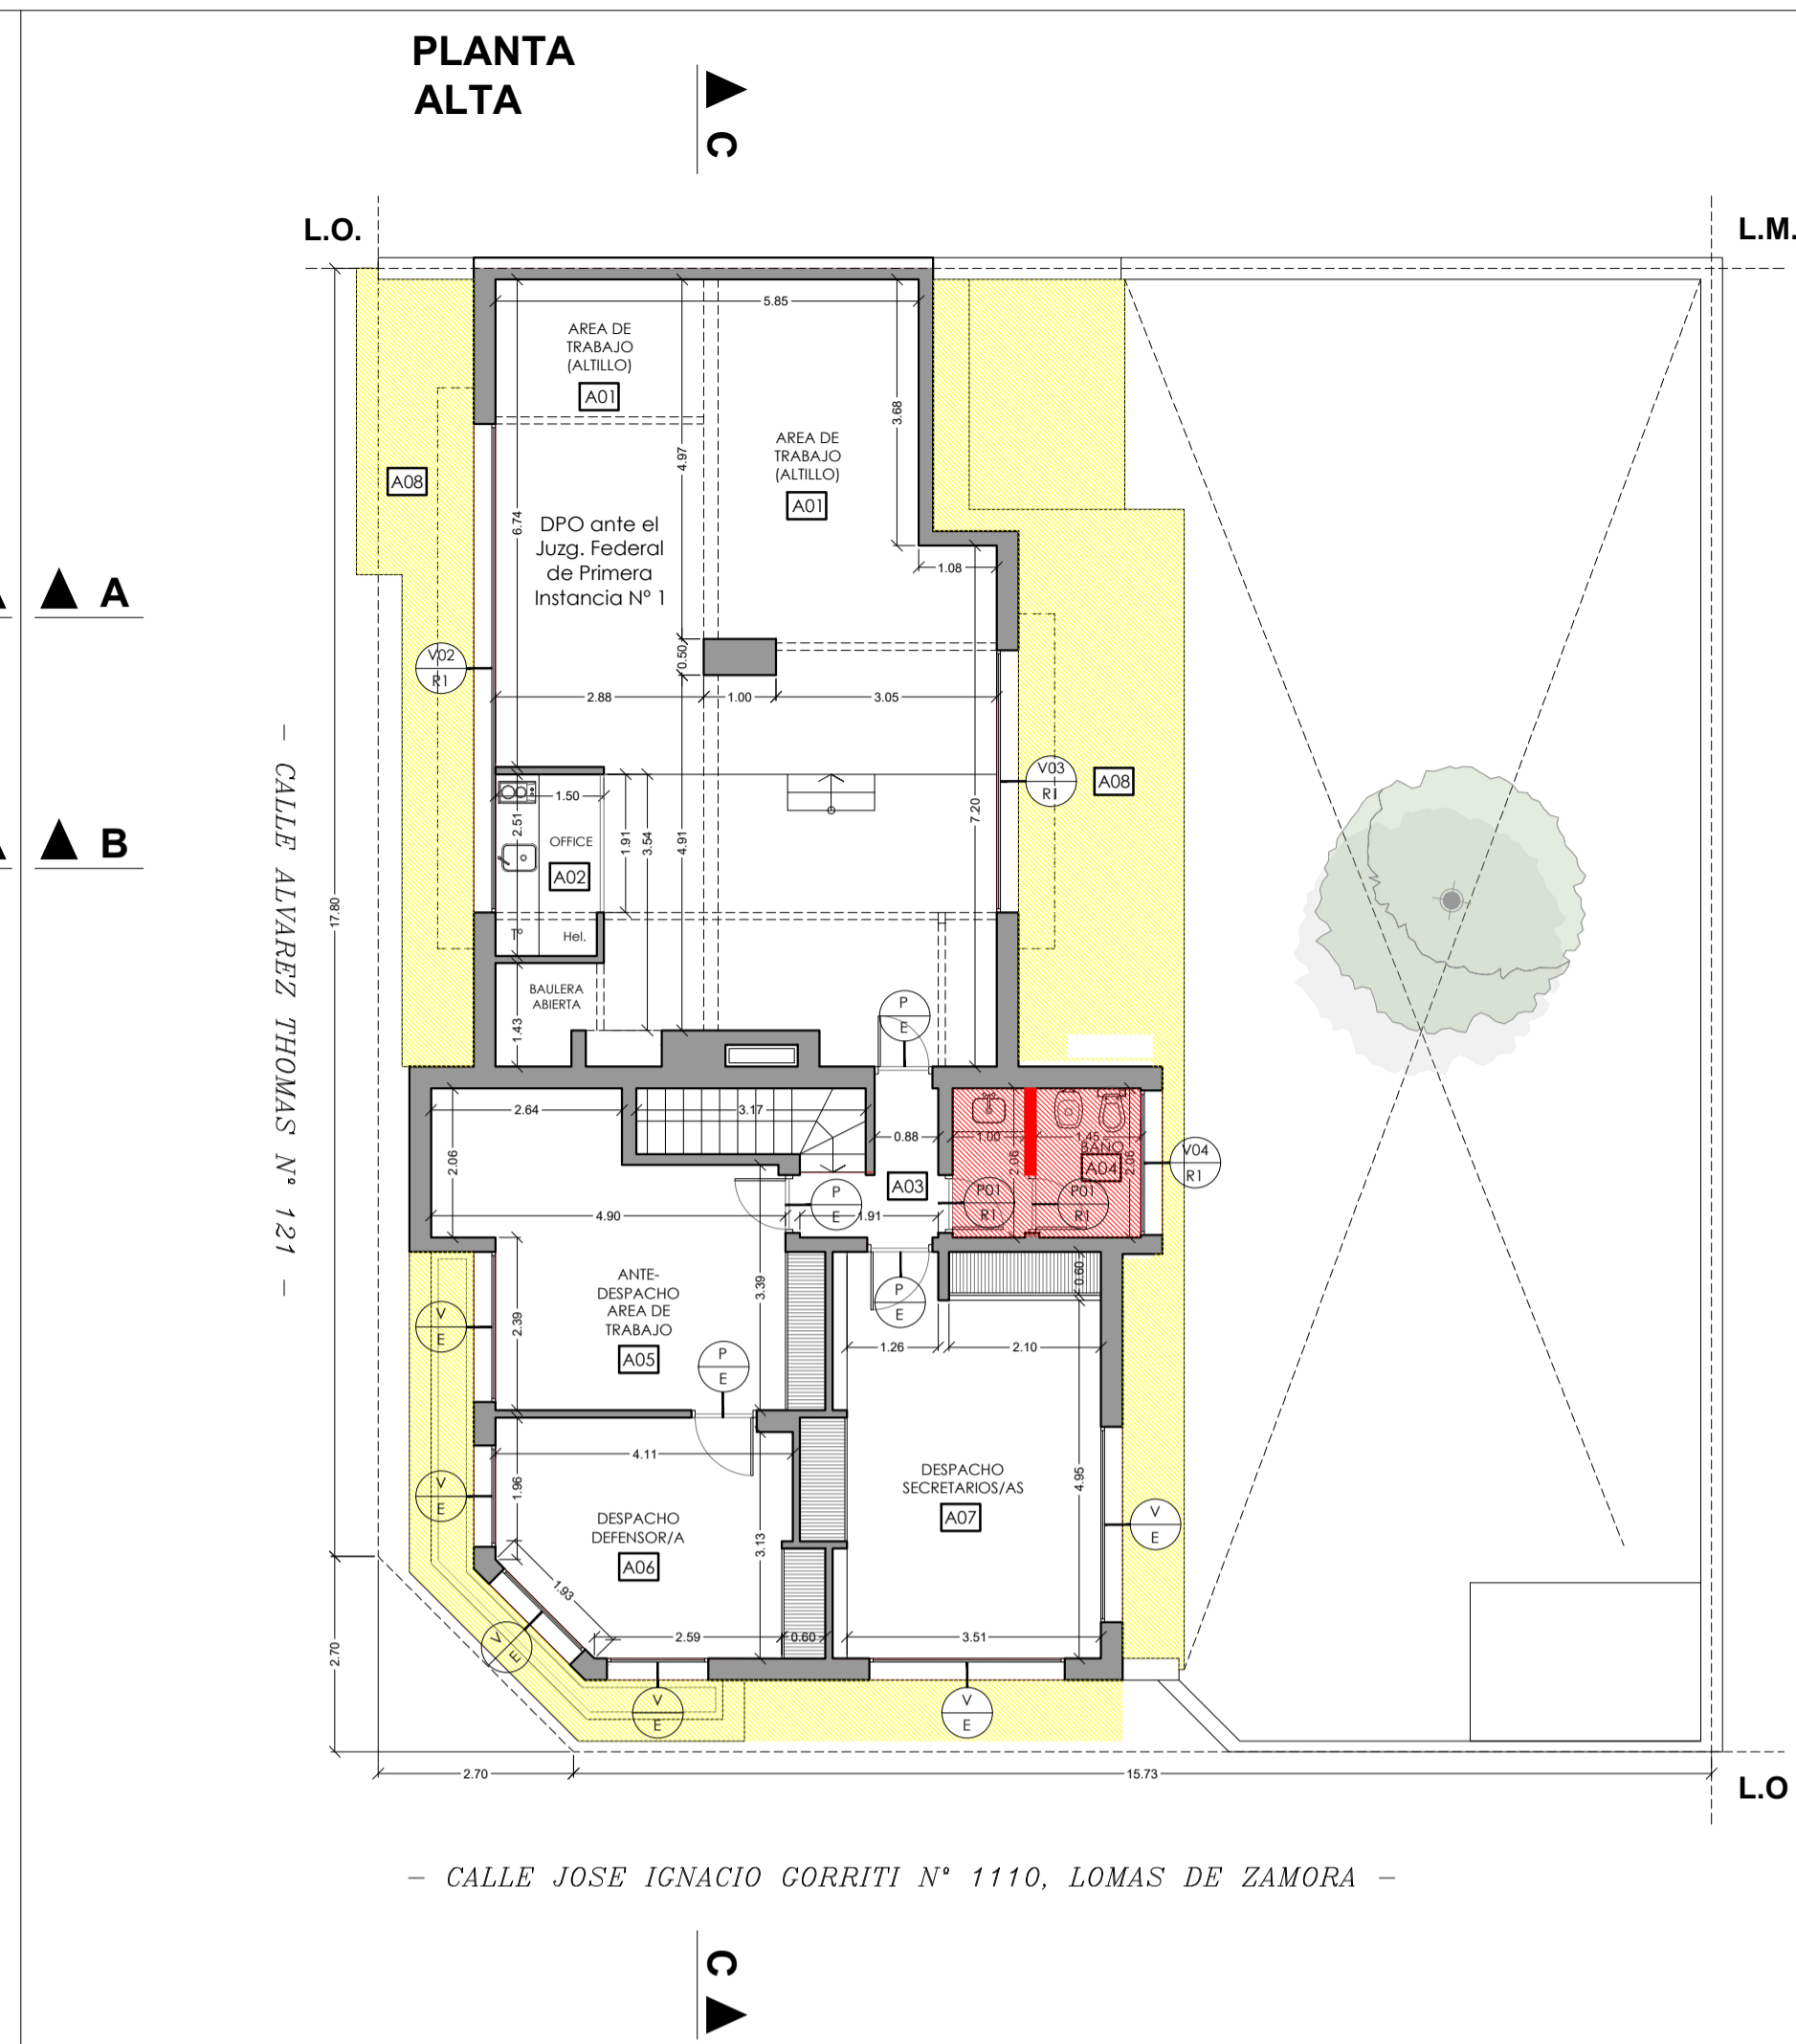 PLANTA
ALTA
C
L.O.
L.M.
5.85
AREA DE
TRABAJO
(ALTILLO)
A01
3.68
AREA DE
TRABAJO
(ALTILLO)
A01
4.97
A08
6.74
DPO ante el
Juzg. Federal
de Primera
Instancia Nº 1
1.08
A
V02
R1
0.50
2.88
1.00
3.05
V03
R1
A08
1.50
2.51
OFFICE
A02
1.91
3.54
4.91
7.20
B
17.80
Tº
Hel.
BAULERA
ABIERTA
1.43
P
E
– CALLE ALVAREZ THOMAS Nº 121 –
2.64
3.17
0.88
1.00
1.45
BAÑO
A04
2.06
2.06
2.06
V04
R1
A03
P01
R1
P01
R1
P
E
4.90
1.91
P
E
0.60
ANTE-
DESPACHO
AREA DE
TRABAJO
A05
3.39
2.39
V
E
1.26
2.10
P
E
4.11
1.96
V
E
DESPACHO
DEFENSOR/A
A06
3.13
DESPACHO
SECRETARIOS/AS
A07
4.95
V
E
1.93
V
E
2.59
0.60
3.51
2.70
V
E
V
E
2.70
15.73
L.O
– CALLE JOSE IGNACIO GORRITI Nº 1110, LOMAS DE ZAMORA –
C